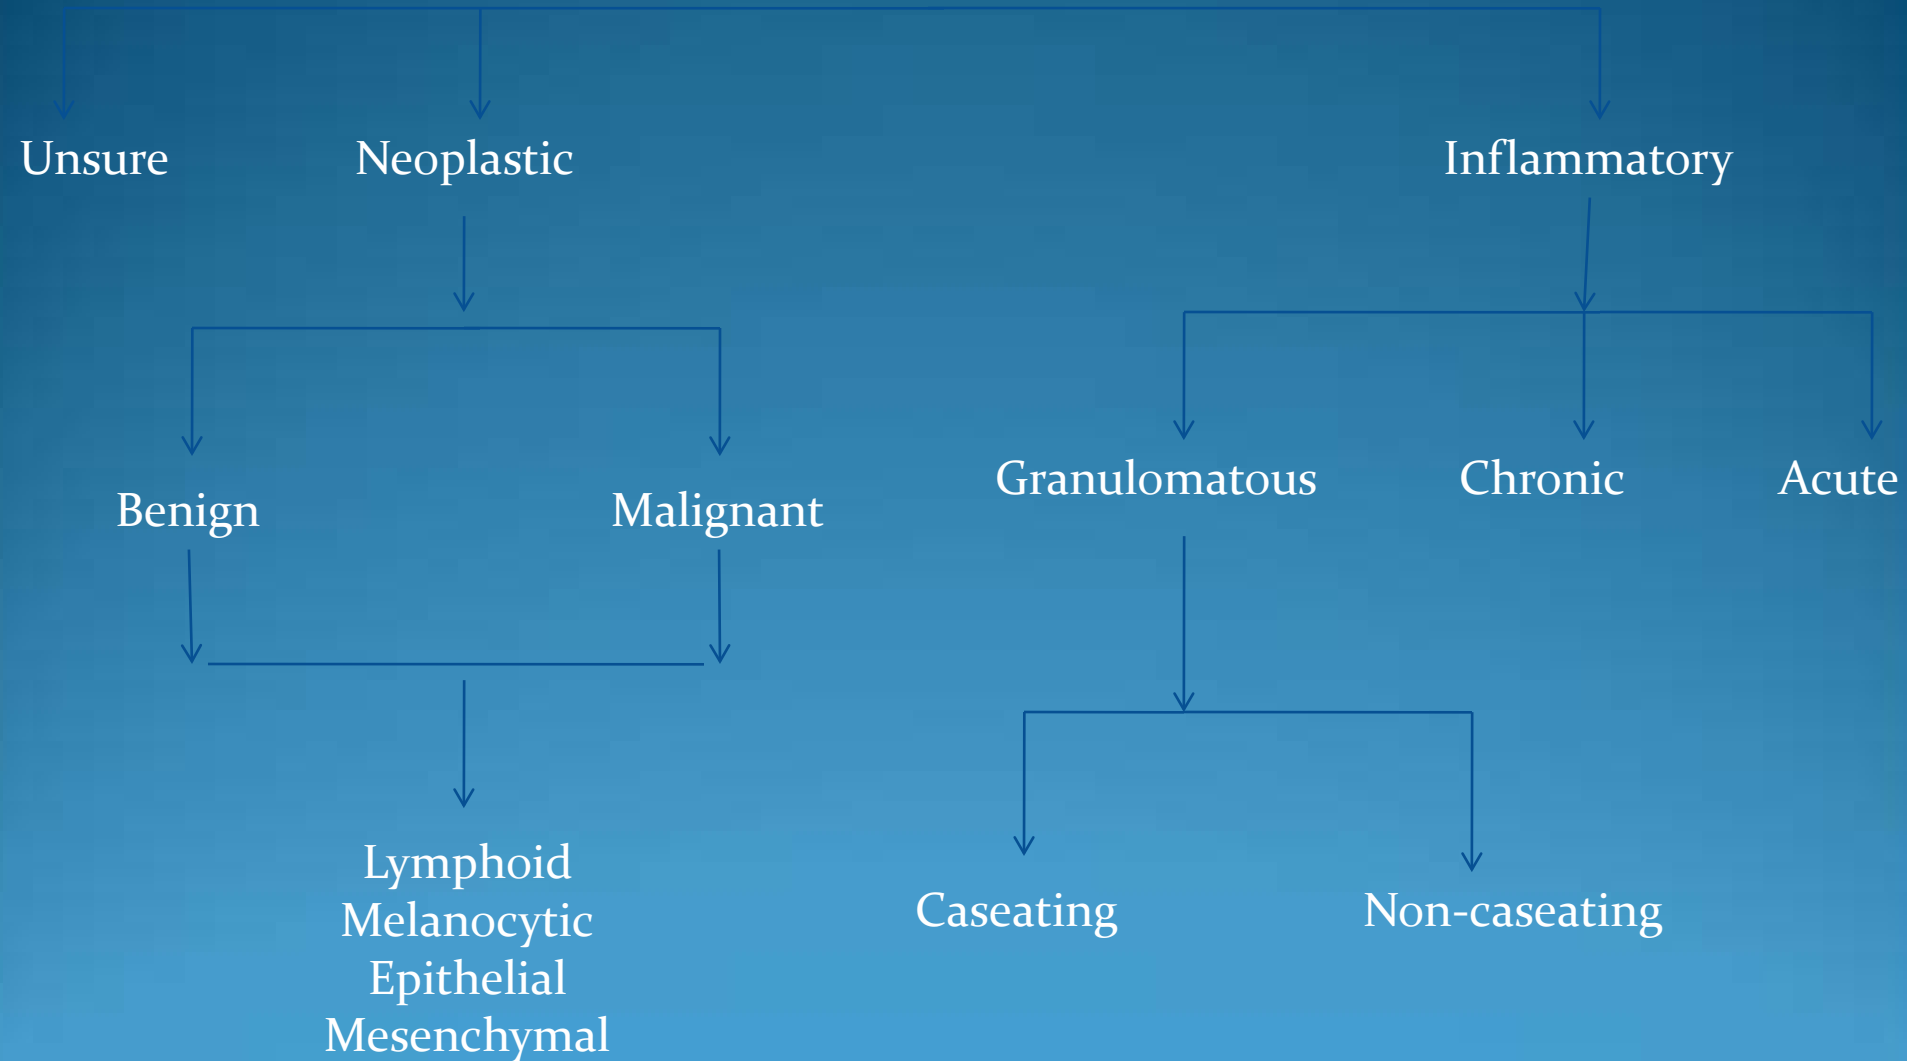 Unsure
Neoplastic
Inflammatory
Benign
Malignant
Granulomatous
Chronic
Acute
Lymphoid
Melanocytic
Epithelial
Mesenchymal
Caseating
Non-caseating